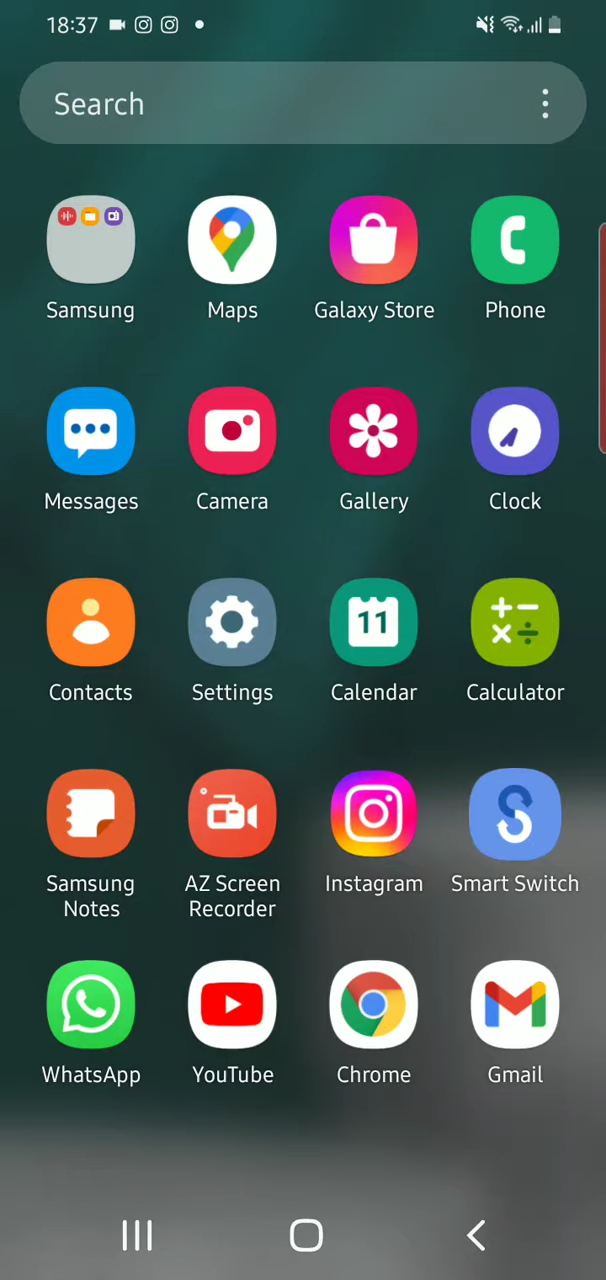 18:37
Search
Samsung Maps Galaxy Store Phone
Messages Camera Gallery Clock
11
Contacts Settings Calendar Calculator
Samsung Notes AZ Screen Recorder Instagram Smart Switch
WhatsApp YouTube Chrome Gmail